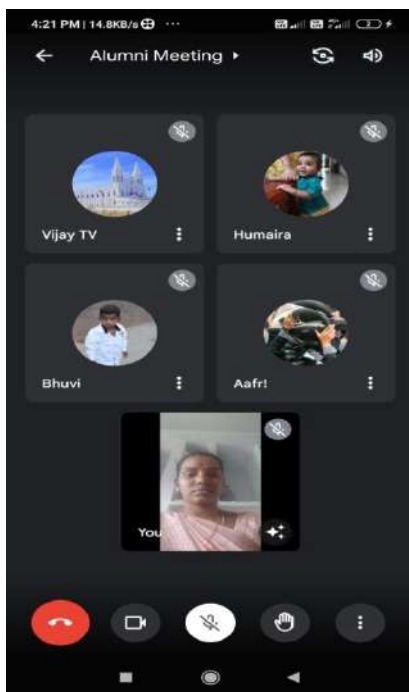 4:21 PM | 14.8KB/s
Alumni Meeting
Vijay TV
Humaira
Bhuvi
Aafr!
You